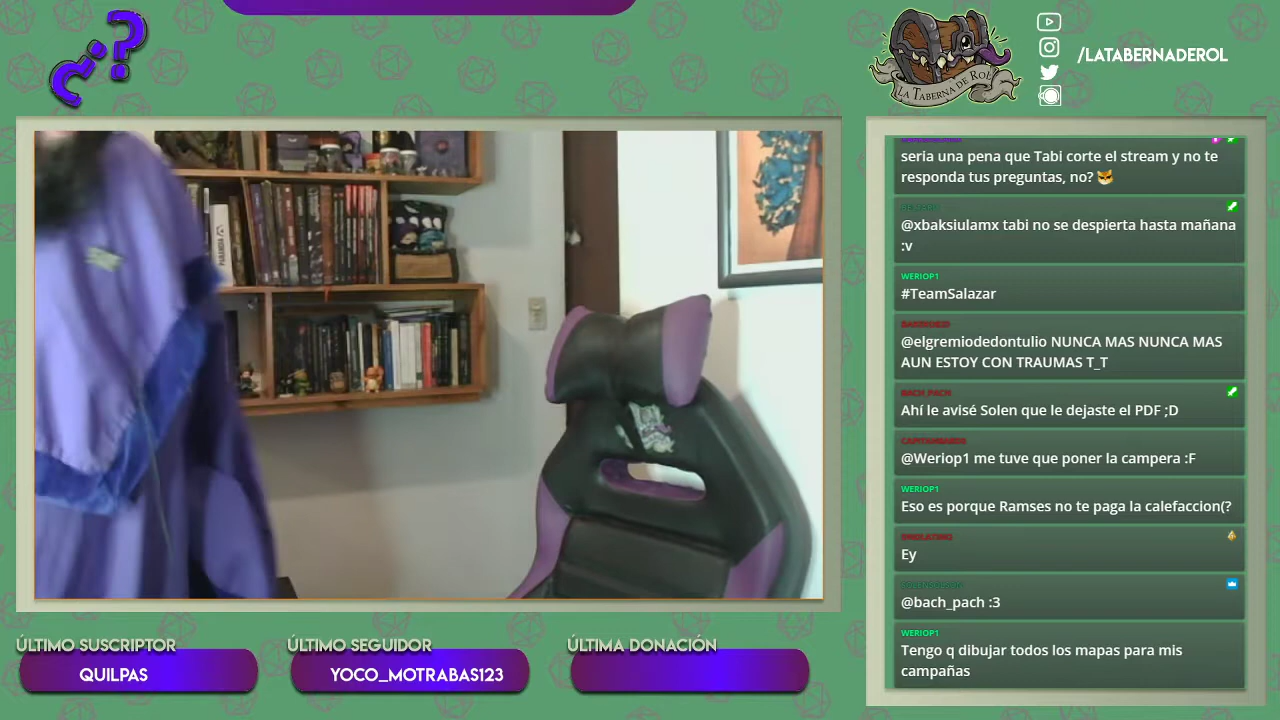 ¿?
LA TABERNA DE ROL
/LATABERNADEROL
sería una pena que Tabi corte el stream y no te
responda tus preguntas, no?
@xbaksiulamx tabi no se despierta hasta mañana
:v
WERIOP1
#TeamSalazar
@elgremiodedontulio NUNCA MAS NUNCA MAS
AUN ESTOY CON TRAUMAS T_T
BACH_PACH
Ahí le avisé Solen que le dejaste el PDF ;D
@Weriop1 me tuve que poner la campera :F
WERIOP1
Eso es porque Ramses no te paga la calefaccion(?
Ey
@bach_pach :3
WERIOP1
Tengo q dibujar todos los mapas para mis
campañas
ÚLTIMO SUSCRIPTOR
QUILPAS
ÚLTIMO SEGUIDOR
YOCO_MOTRABAS123
ÚLTIMA DONACIÓN